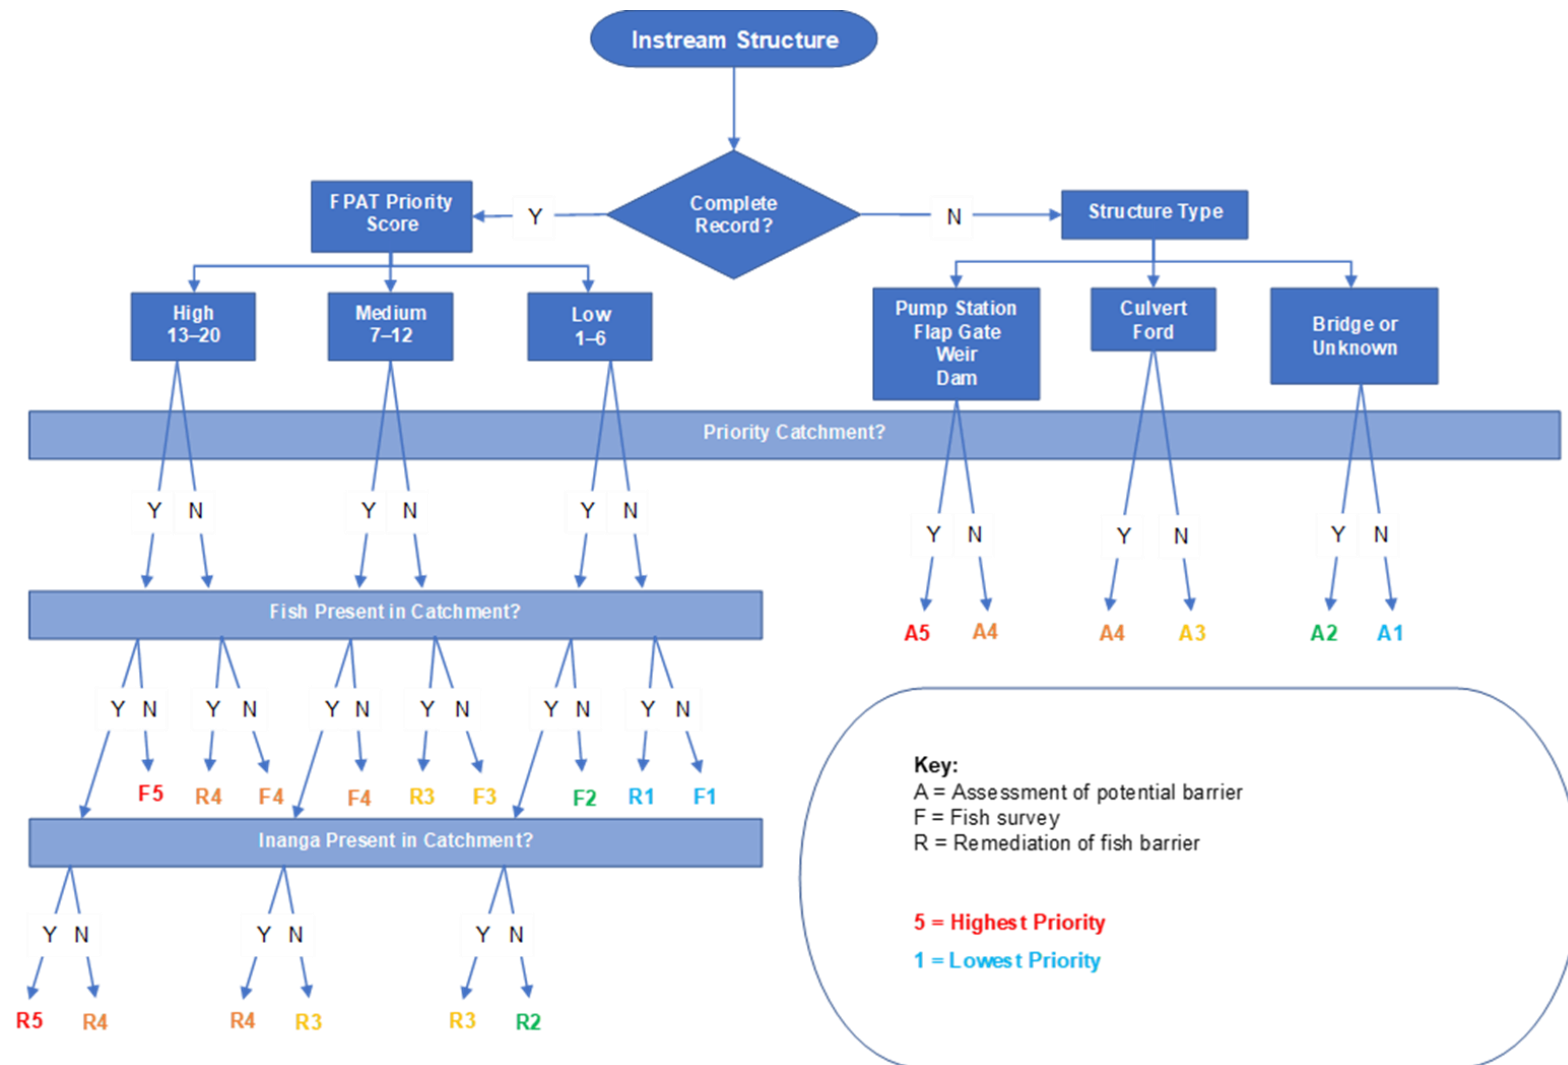 Instream Structure
Complete
Record?
Y
N
FPAT Priority
Score
Structure Type
High
13–20
Medium
7–12
Low
1–6
Pump Station
Flap Gate
Weir
Dam
Culvert
Ford
Bridge or
Unknown
Priority Catchment?
Y N Y N Y N
Y N Y N Y N
A5 A4 A4 A3 A2 A1
Fish Present in Catchment?
Y N Y N Y N Y N Y N Y N
F5 R4 F4 F4 R3 F3 F2 R1 F1
Inanga Present in Catchment?
Y N Y N Y N
R5 R4 R4 R3 R3 R2
Key:
A = Assessment of potential barrier
F = Fish survey
R = Remediation of fish barrier
5 = Highest Priority
1 = Lowest Priority